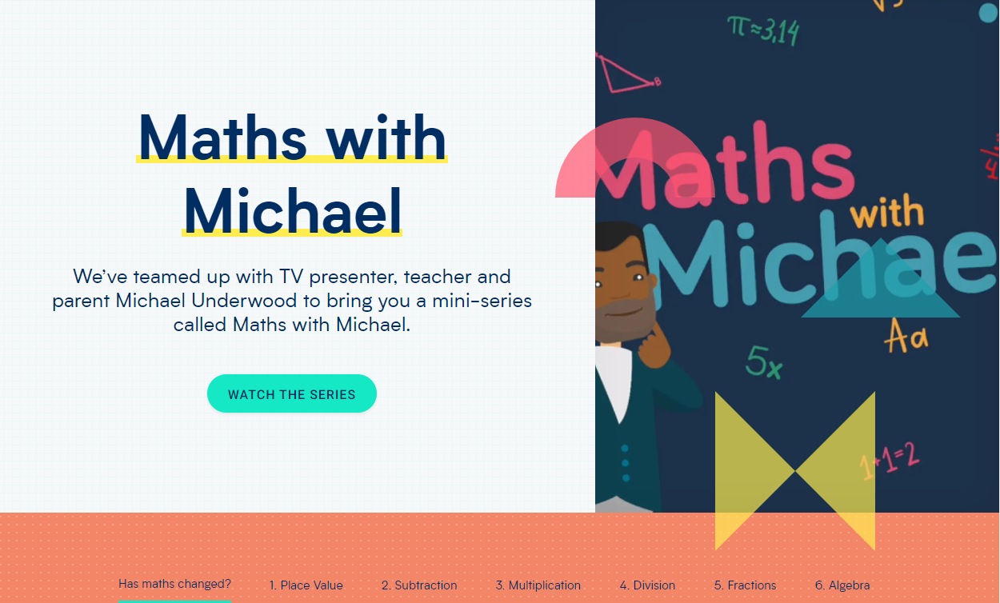 Maths with
Michael
We’ve teamed up with TV presenter, teacher and
parent Michael Underwood to bring you a mini-series
called Maths with Michael.
WATCH THE SERIES
π≈3,14
B
Maths
with
Michae
Aa
5x
1+1=2
Has maths changed?
1. Place Value
2. Subtraction
3. Multiplication
4. Division
5. Fractions
6. Algebra